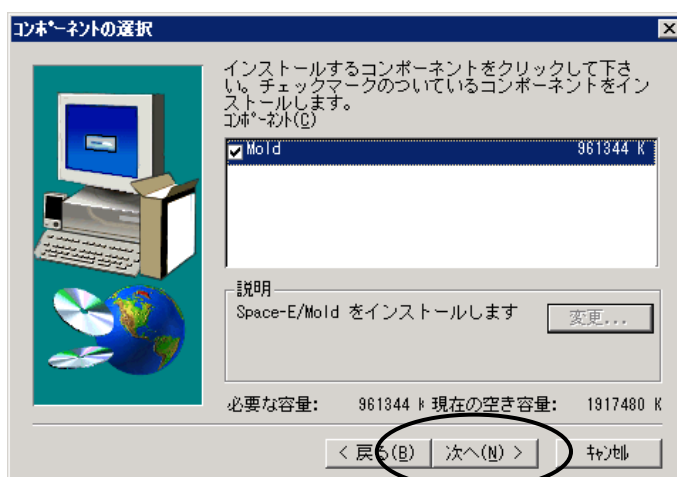 コンポーネントの選択
インストールするコンポーネントをクリックして下さ
い。チェックマークのついているコンポーネントをイン
ストールします。
コンポーネント(C)
Mold 961344 K
説明
Space-E/Mold をインストールします
変更...
必要な容量: 961344 K 現在の空き容量: 1917480 K
< 戻る(B) 次へ(N) > キャンセル